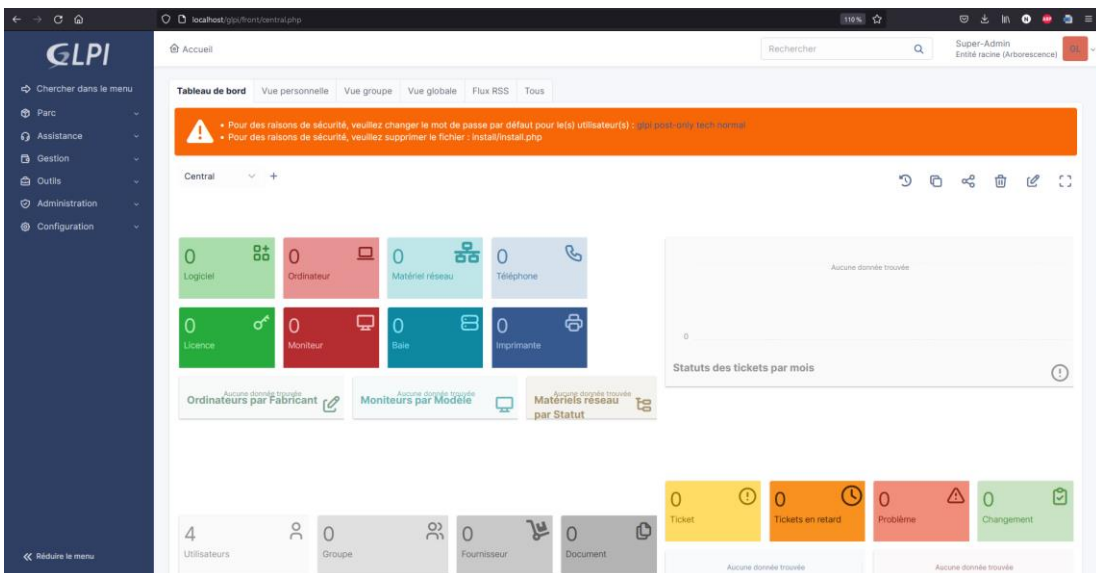 localhost/glpi/front/central.php
110 %
GLPI
Accueil
Rechercher
Super-Admin
Entité racine (Arborescence)
GL
Chercher dans le menu
Parc
Assistance
Gestion
Outils
Administration
Configuration
Réduire le menu
Tableau de bord Vue personnelle Vue groupe Vue globale Flux RSS Tous
• Pour des raisons de sécurité, veuillez changer le mot de passe par défaut pour le(s) utilisateur(s) : glpi post-only tech normal
• Pour des raisons de sécurité, veuillez supprimer le fichier : install/install.php
Central
0
Logiciel
0
Ordinateur
0
Matériel réseau
0
Téléphone
0
Licence
0
Moniteur
0
Baie
0
Imprimante
Aucune donnée trouvée
Ordinateurs par Fabricant
Aucune donnée trouvée
Moniteurs par Modèle
Aucune donnée trouvée
Matériels réseau
par Statut
Aucune donnée trouvée
0
Statuts des tickets par mois
4
Utilisateurs
0
Groupe
0
Fournisseur
0
Document
0
Ticket
0
Tickets en retard
0
Problème
0
Changement
Aucune donnée trouvée
Aucune donnée trouvée